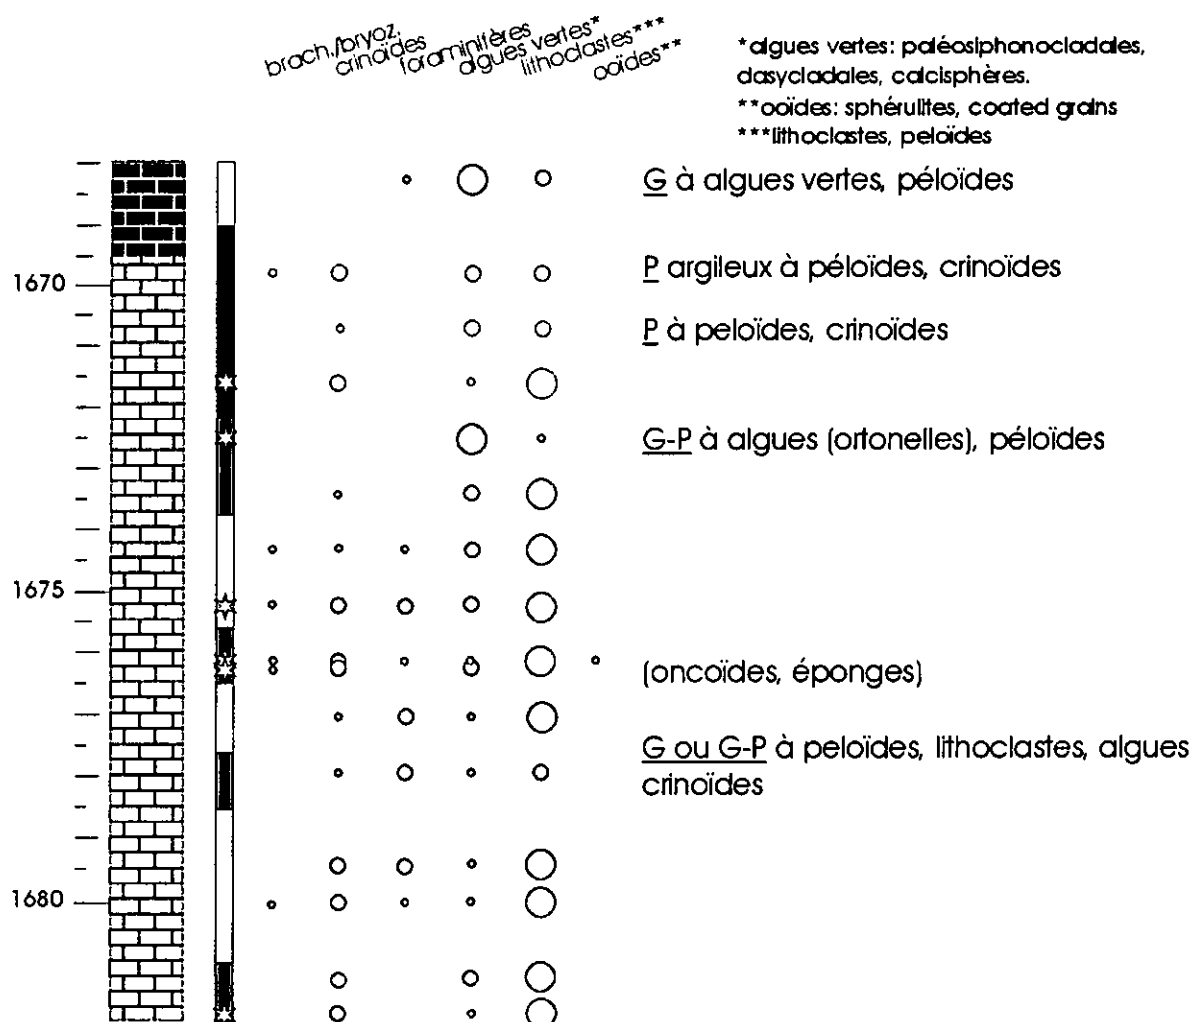 brach./bryoz.
crinoïdes
foraminifères
algues vertes*
lithoclastes***
ooïdes**
*algues vertes: paléosiphonocladales,
dasycladales, calcisphères.
**ooïdes: sphérulites, coated grains
***lithoclastes, peloïdes
G à algues vertes, péloïdes
P argileux à péloïdes, crinoïdes
1670
P à peloïdes, crinoïdes
G-P à algues (ortonelles), péloïdes
1675
(oncoïdes, éponges)
G ou G-P à peloïdes, lithoclastes, algues
crinoïdes
1680